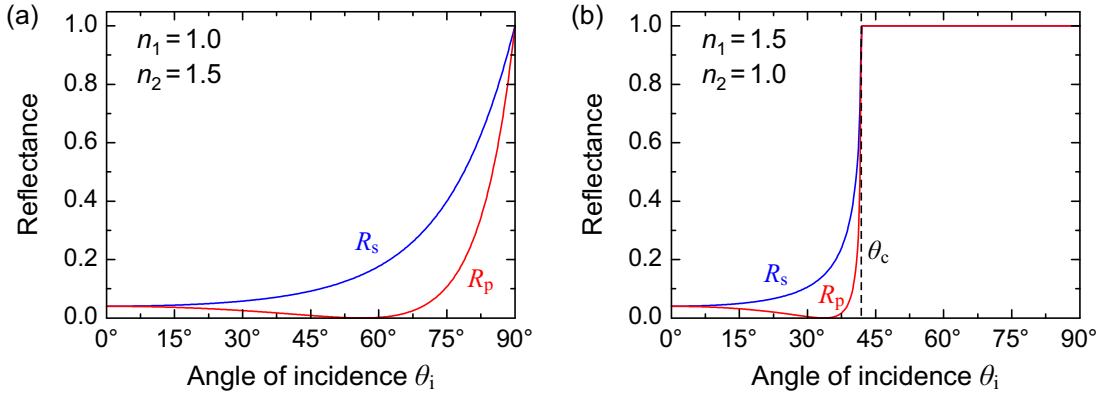 (a)
n₁ = 1.0
n₂ = 1.5
Reflectance
1.0
0.8
0.6
0.4
0.2
0.0
Rs
Rp
0° 15° 30° 45° 60° 75° 90°
Angle of incidence θi
(b)
n₁ = 1.5
n₂ = 1.0
Reflectance
1.0
0.8
0.6
0.4
0.2
0.0
Rs
Rp
θc
0° 15° 30° 45° 60° 75° 90°
Angle of incidence θi